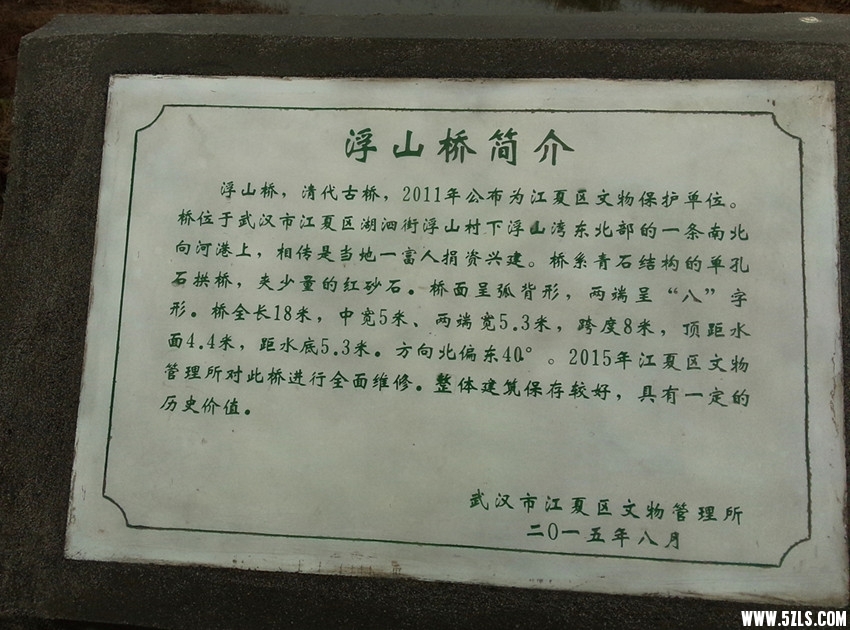 浮山桥简介
浮山桥，清代古桥，2011年公布为江夏区文物保护单位。
桥位于武汉市江夏区湖泗街浮山村下浮山湾东北部的一条南北
向河港上，相传是当地一富人捐资兴建。桥系青石结构的单孔
石拱桥，夹少量的红砂石。桥面呈弧背形，两端呈“八”字
形。桥全长18米，中宽5米、两端宽5.3米，跨度8米，顶距水
面4.4米，距水底5.3米。方向北偏东40°。2015年江夏区文物
管理所对此桥进行全面维修。整体建筑保存较好，具有一定的
历史价值。
武汉市江夏区文物管理所
二0一五年八月
WWW.5ZLS.COM